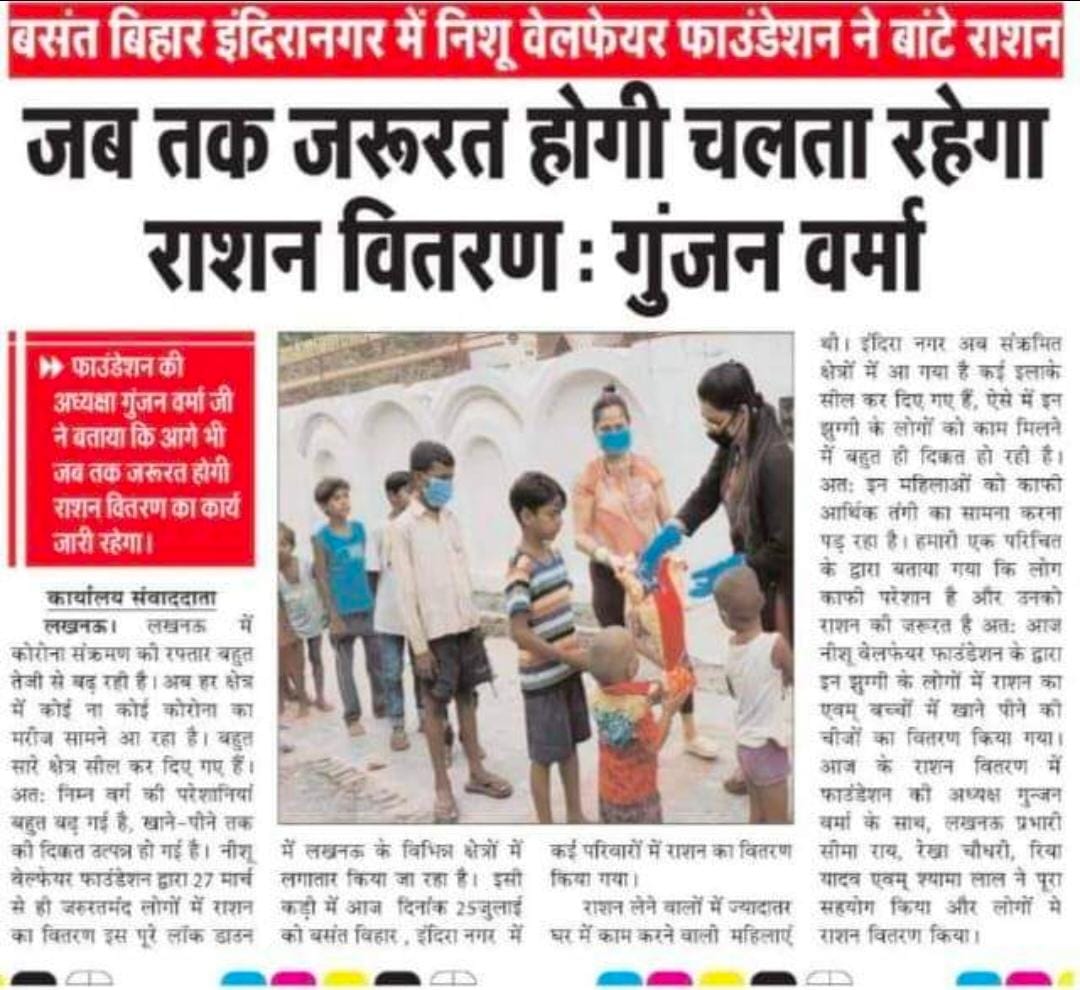 बसंत बिहार इंदिरानगर में निशू वेलफेयर फाउंडेशन ने बांटे राशन
जब तक जरूरत होगी चलता रहेगा
राशन वितरण : गुंजन वर्मा
फाउंडेशन की
अध्यक्षा गुंजन वर्मा जी
ने बताया कि आगे भी
जब तक जरूरत होगी
राशन वितरण का कार्य
जारी रहेगा।
कार्यालय संवाददाता
लखनऊ। लखनऊ में
कोरोना संक्रमण की रफ्तार बहुत
तेजी से बढ़ रही है। अब हर क्षेत्र
में कोई ना कोई कोरोना का
मरीज सामने आ रहा है। बहुत
सारे क्षेत्र सील कर दिए गए हैं।
अत: निम्न वर्ग की परेशानियां
बहुत बढ़ गई है, खाने-पीने तक
की दिक्कत उत्पन्न हो गई है। नीशू
वेल्फेयर फाउंडेशन द्वारा 27 मार्च
से ही जरुरतमंद लोगों में राशन
का वितरण इस पूरे लॉक डाउन
में लखनऊ के विभिन्न क्षेत्रों में
लगातार किया जा रहा है। इसी
कड़ी में आज दिनांक 25जुलाई
को बसंत विहार , इंदिरा नगर में
कई परिवारों में राशन का वितरण
किया गया।
राशन लेने वालों में ज्यादातर
घर में काम करने वाली महिलाएं
थी। इंदिरा नगर अब संक्रमित
क्षेत्रों में आ गया है कई इलाके
सील कर दिए गए हैं, ऐसे में इन
झुग्गी के लोगों को काम मिलने
में बहुत ही दिक्कत हो रही है।
अत: इन महिलाओं को काफी
आर्थिक तंगी का सामना करना
पड़ रहा है। हमारी एक परिचित
के द्वारा बताया गया कि लोग
काफी परेशान है और उनको
राशन की जरूरत है अत: आज
नीशू वेलफेयर फाउंडेशन के द्वारा
इन झुग्गी के लोगों में राशन का
एवम् बच्चों में खाने पीने की
चीजों का वितरण किया गया।
आज के राशन वितरण में
फाउंडेशन की अध्यक्ष गुन्जन
वर्मा के साथ, लखनऊ प्रभारी
सीमा राय, रेखा चौधरी, रिया
यादव एवम् श्यामा लाल ने पूरा
सहयोग किया और लोगों मे
राशन वितरण किया।